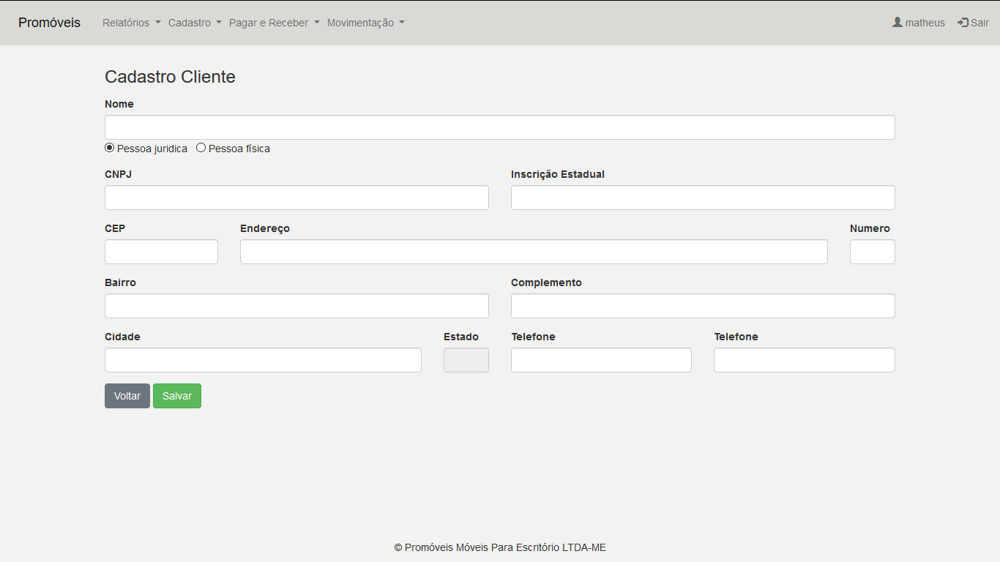 Promóveis Relatórios Cadastro Pagar e Receber Movimentação matheus Sair
Cadastro Cliente
Nome
Pessoa juridica Pessoa física
CNPJ Inscrição Estadual
CEP Endereço Numero
Bairro Complemento
Cidade Estado Telefone Telefone
Voltar Salvar
© Promóveis Móveis Para Escritório LTDA-ME